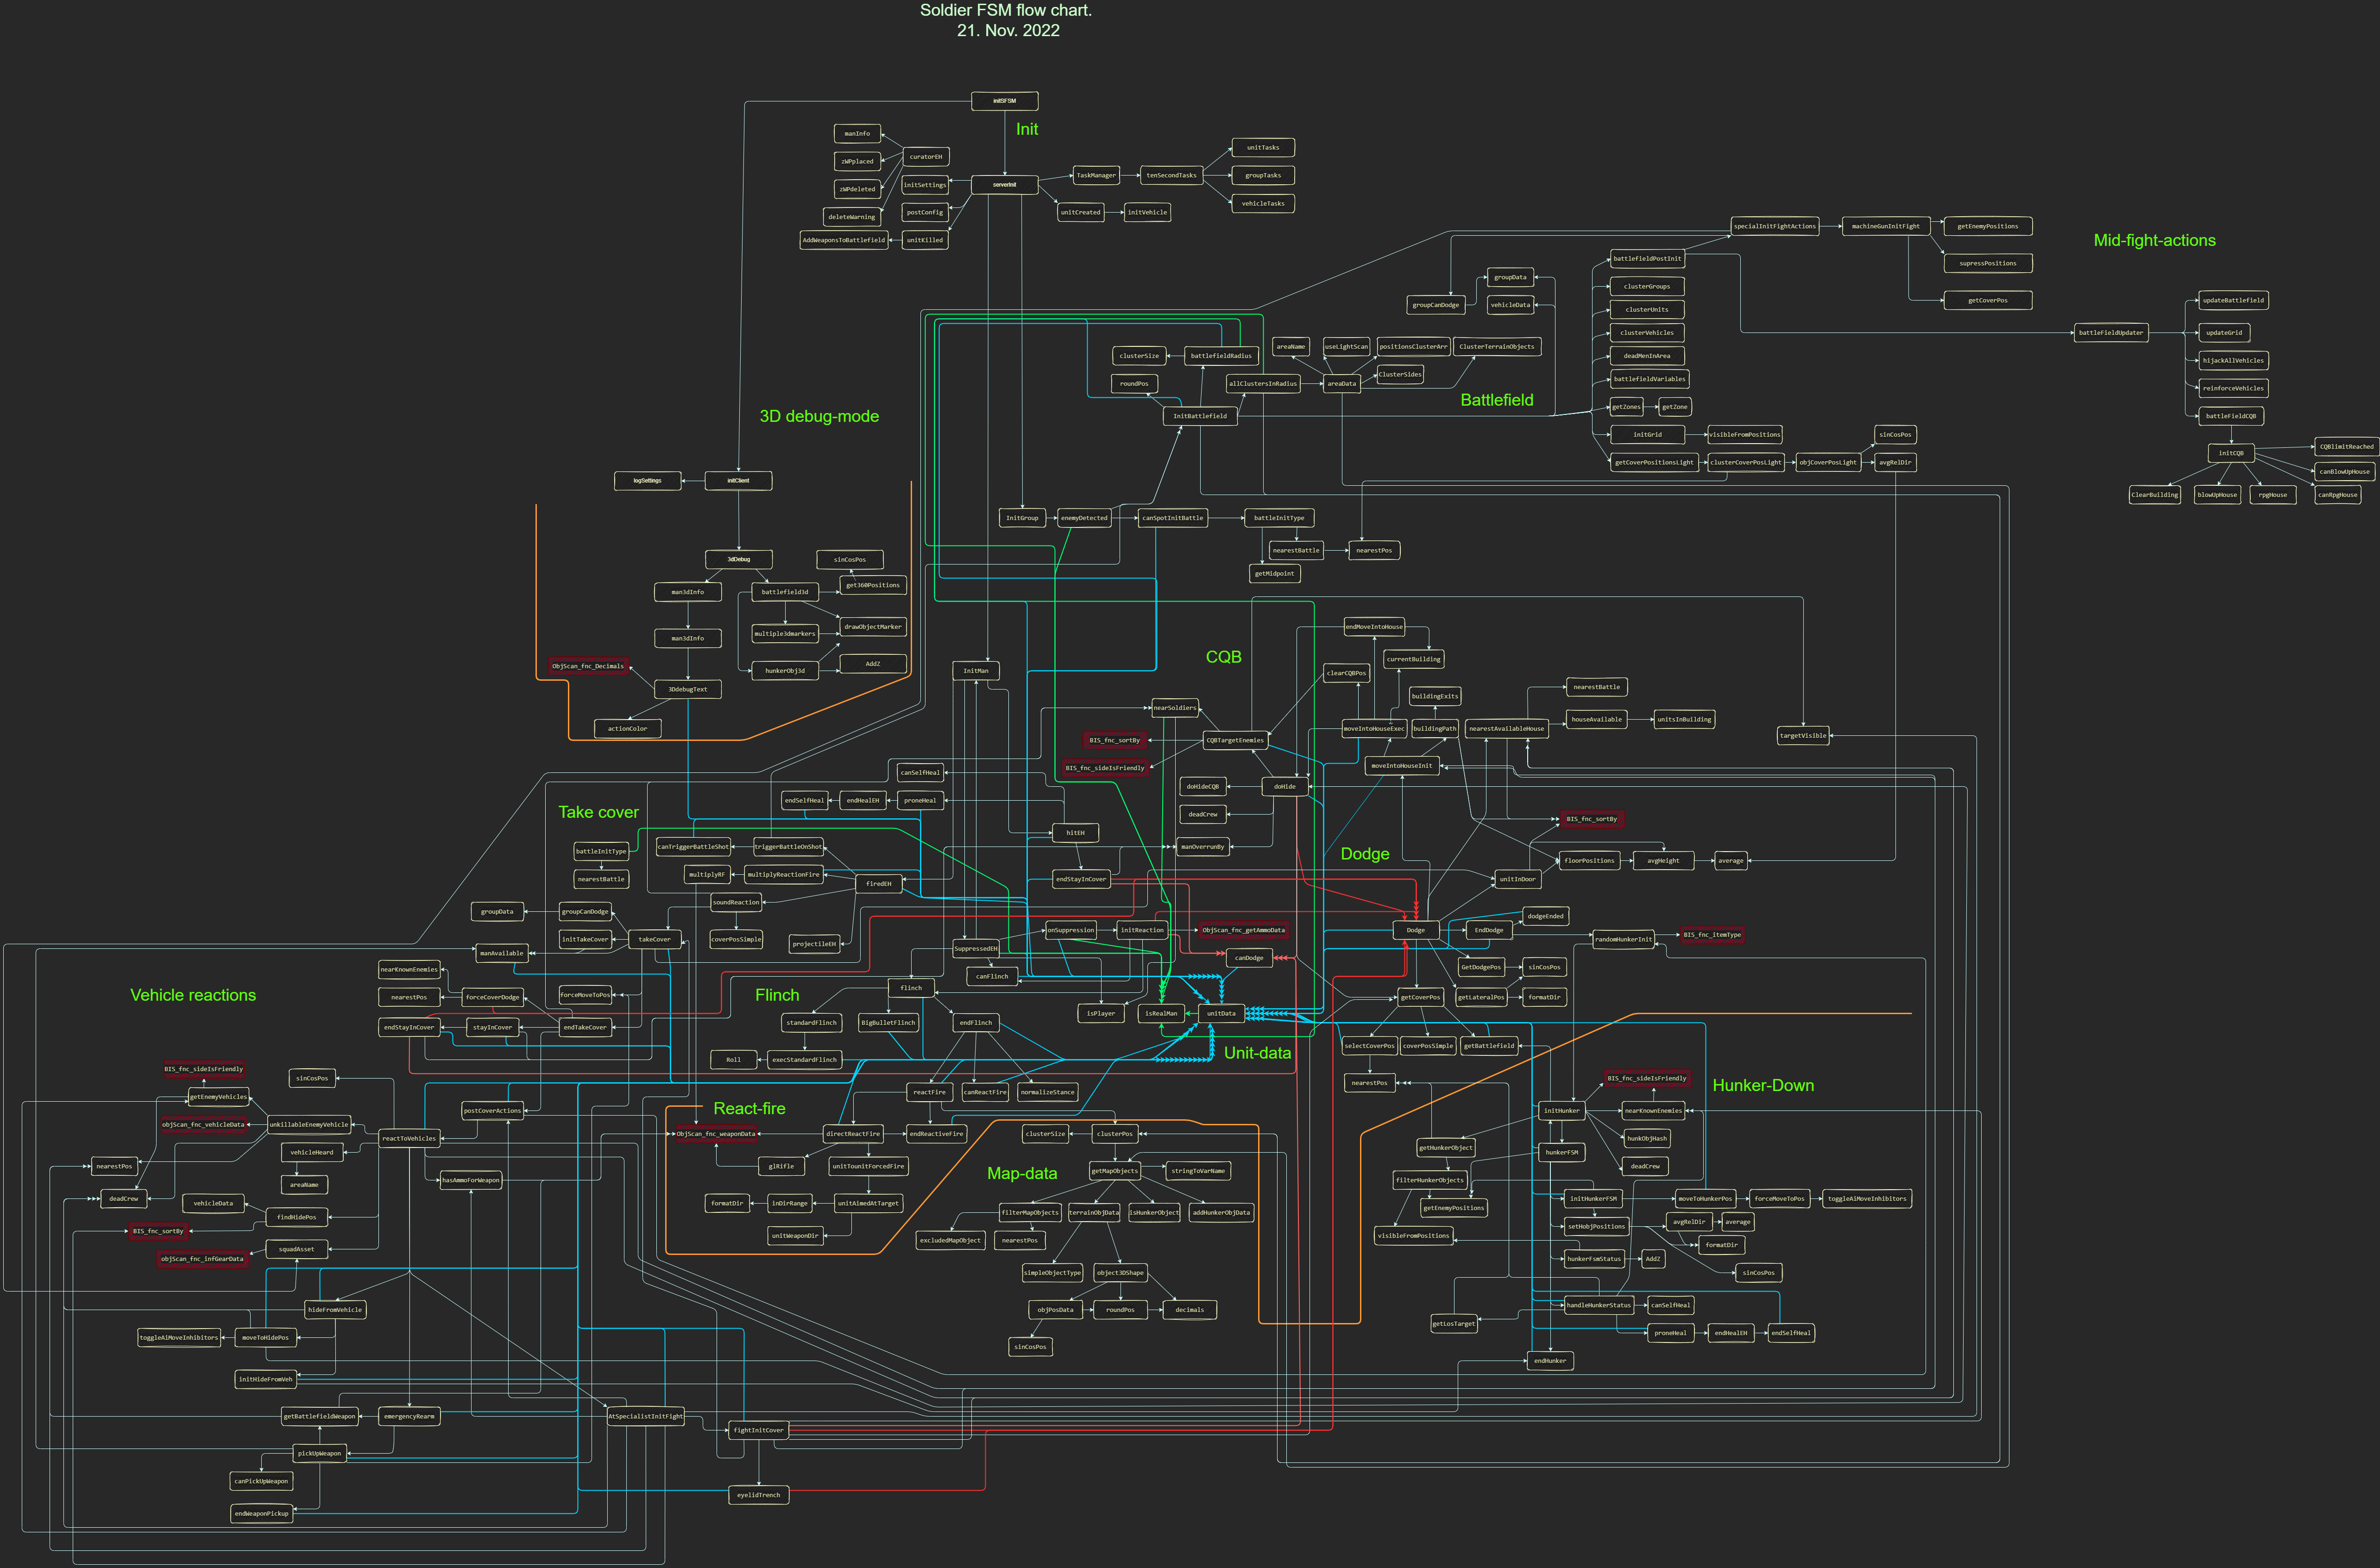 Soldier FSM flow chart.
21. Nov. 2022
initSFSM
Init
manInfo
curatorEH
zWPplaced
zWPdeleted
deleteWarning
initSettings
serverInit
postConfig
AddWeaponsToBattlefield
unitKilled
TaskManager
tenSecondTasks
unitTasks
groupTasks
vehicleTasks
unitCreated
initVehicle
specialInitFightActions
machineGunInitFight
getEnemyPositions
supressPositions
getCoverPos
Mid-fight-actions
battlefieldPostInit
clusterGroups
clusterUnits
clusterVehicles
deadMenInArea
battlefieldVariables
getZones
getZone
initGrid
visibleFromPositions
getCoverPositionsLight
clusterCoverPosLight
objCoverPosLight
sinCosPos
avgRelDir
groupData
groupCanDodge
vehicleData
battleFieldUpdater
updateBattlefield
updateGrid
hijackAllVehicles
reinforceVehicles
battleFieldCQB
initCQB
CQBlimitReached
canBlowUpHouse
canRpgHouse
ClearBuilding
blowUpHouse
rpgHouse
clusterSize
battlefieldRadius
areaName
useLightScan
positionsClusterArr
ClusterTerrainObjects
roundPos
allClustersInRadius
areaData
ClusterSides
InitBattlefield
Battlefield
3D debug-mode
logSettings
initClient
InitGroup
enemyDetected
canSpotInitBattle
battleInitType
nearestBattle
nearestPos
getMidpoint
3dDebug
sinCosPos
man3dInfo
battlefield3d
get360Positions
man3dInfo
multiple3dmarkers
drawObjectMarker
ObjScan_fnc_Decimals
hunkerObj3d
AddZ
3DdebugText
actionColor
InitMan
CQB
endMoveIntoHouse
currentBuilding
clearCQBPos
nearSoldiers
buildingExits
nearestBattle
BIS_fnc_sortBy
CQBTargetEnemies
moveIntoHouseExec
buildingPath
nearestAvailableHouse
houseAvailable
unitsInBuilding
targetVisible
BIS_fnc_sideIsFriendly
moveIntoHouseInit
canSelfHeal
doHideCQB
doHide
deadCrew
Take cover
endSelfHeal
endHealEH
proneHeal
hitEH
BIS_fnc_sortBy
battleInitType
canTriggerBattleShot
triggerBattleOnShot
manOverrunBy
Dodge
floorPositions
avgHeight
average
nearestBattle
multiplyRF
multiplyReactionFire
firedEH
endStayInCover
unitInDoor
groupData
groupCanDodge
soundReaction
initTakeCover
takeCover
coverPosSimple
projectileEH
manAvailable
SuppressedEH
onSuppression
initReaction
ObjScan_fnc_getAmmoData
Dodge
EndDodge
dodgeEnded
randomHunkerInit
BIS_fnc_itemType
canDodge
nearKnownEnemies
canFlinch
GetDodgePos
sinCosPos
Vehicle reactions
nearestPos
forceCoverDodge
forceMoveToPos
Flinch
flinch
getCoverPos
getLateralPos
formatDir
endStayInCover
stayInCover
endTakeCover
standardFlinch
BigBulletFlinch
endFlinch
isPlayer
isRealMan
unitData
Roll
execStandardFlinch
Unit-data
selectCoverPos
coverPosSimple
getBattlefield
BIS_fnc_sideIsFriendly
sinCosPos
nearestPos
BIS_fnc_sideIsFriendly
Hunker-Down
getEnemyVehicles
postCoverActions
React-fire
reactFire
canReactFire
normalizeStance
initHunker
nearKnownEnemies
objScan_fnc_vehicleData
unkillableEnemyVehicle
reactToVehicles
ObjScan_fnc_weaponData
directReactFire
endReactiveFire
clusterSize
clusterPos
hunkObjHash
getHunkerObject
hunkerFSM
vehicleHeard
nearestPos
glRifle
unitTounitForcedFire
Map-data
getMapObjects
stringToVarName
deadCrew
areaName
hasAmmoForWeapon
filterHunkerObjects
deadCrew
vehicleData
formatDir
inDirRange
unitAimedAtTarget
filterMapObjects
terrainObjData
isHunkerObject
addHunkerObjData
getEnemyPositions
initHunkerFSM
moveToHunkerPos
forceMoveToPos
toggleAiMoveInhibitors
findHidePos
BIS_fnc_sortBy
unitWeaponDir
excludedMapObject
nearestPos
visibleFromPositions
setHobjPositions
avgRelDir
average
formatDir
squadAsset
objScan_fnc_infGearData
hunkerFsmStatus
AddZ
simpleObjectType
object3DShape
sinCosPos
hideFromVehicle
objPosData
roundPos
decimals
handleHunkerStatus
canSelfHeal
getLosTarget
toggleAiMoveInhibitors
moveToHidePos
proneHeal
endHealEH
endSelfHeal
sinCosPos
endHunker
initHideFromVeh
getBattlefieldWeapon
emergencyRearm
AtSpecialistInitFight
fightInitCover
pickUpWeapon
canPickUpWeapon
eyelidTrench
endWeaponPickup